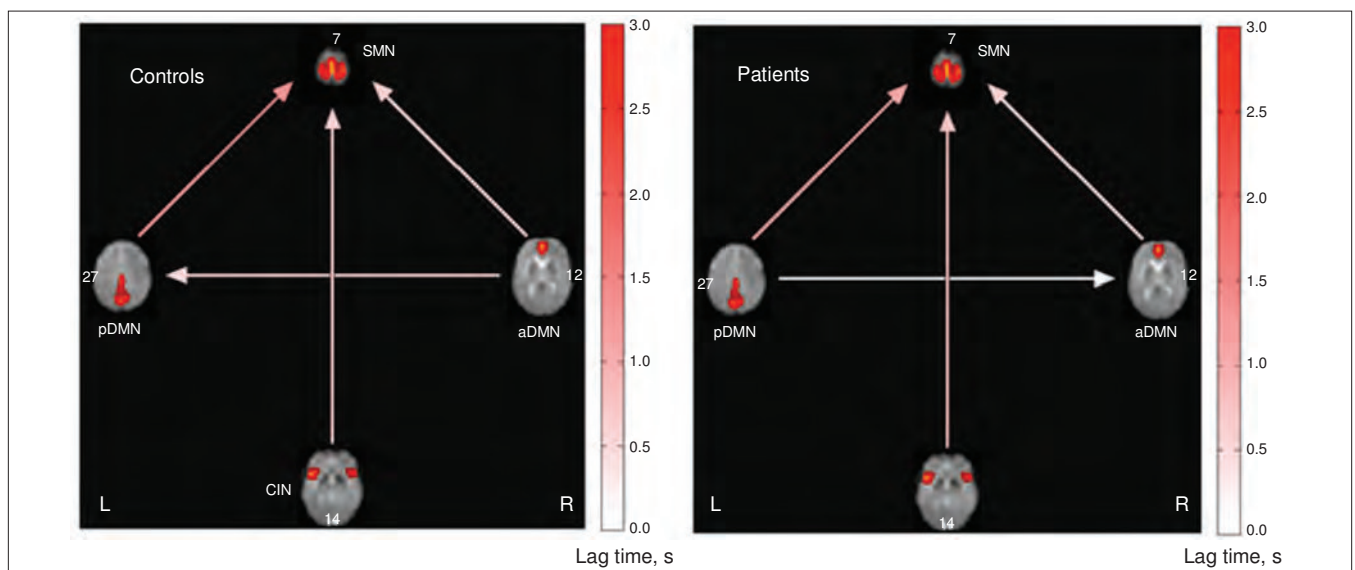 7
SMN
Controls
27
12
pDMN
aDMN
CIN
14
L
R
3.0
2.5
2.0
1.5
1.0
0.5
0.0
Lag time, s
7
SMN
Patients
27
12
pDMN
aDMN
14
L
R
3.0
2.5
2.0
1.5
1.0
0.5
0.0
Lag time, s